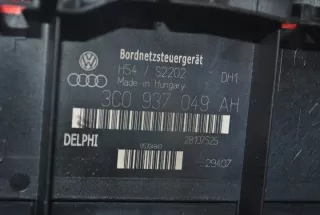 Bordnetzsteuergerät
H54 / S2202 DH1
Made in Hungary
3C0 937 049 AH
DELPHI 28107525
29407